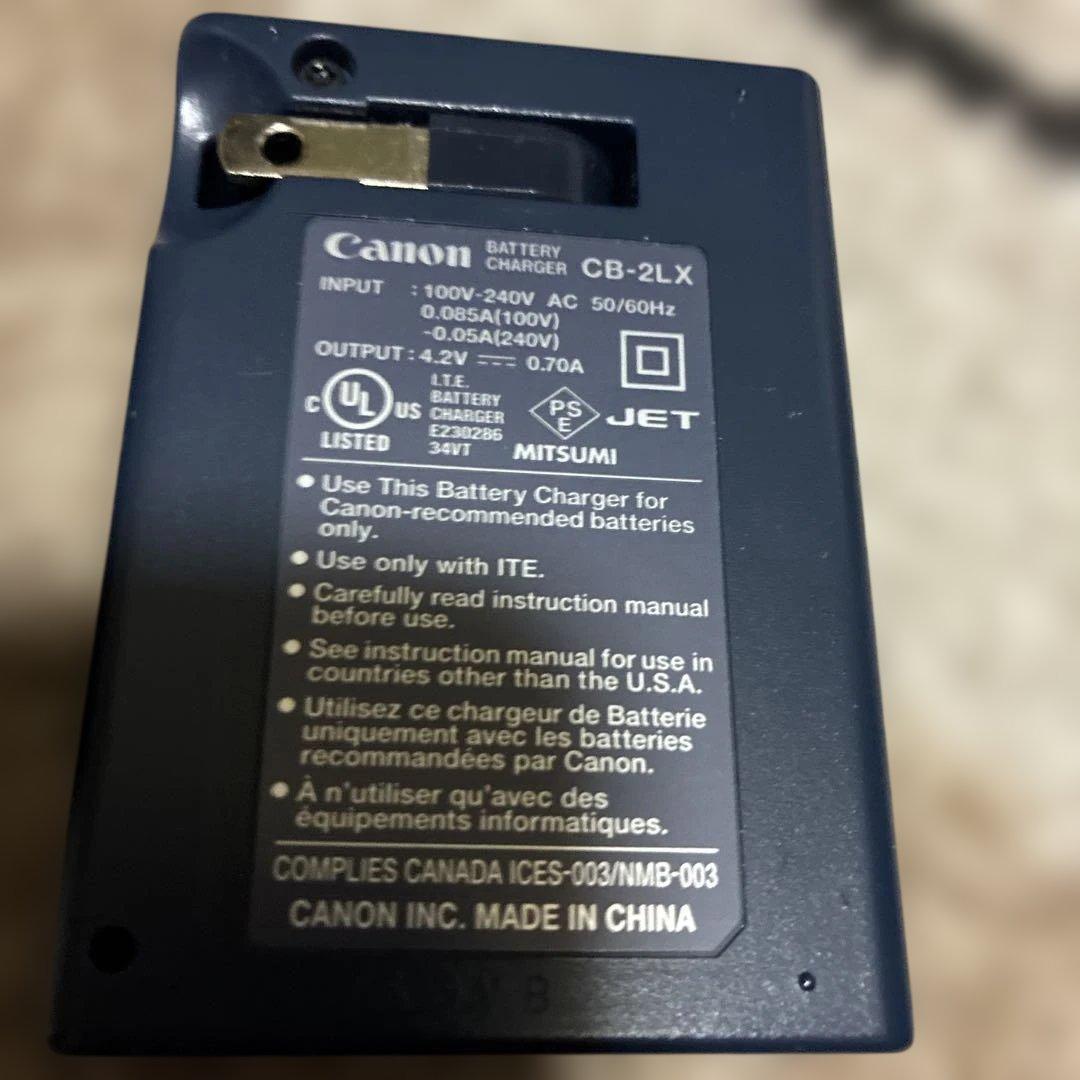 Canon BATTERY CHARGER CB-2LX
INPUT : 100V-240V AC 50/60Hz
0.085A(100V)
-0.05A(240V)
OUTPUT : 4.2V ⎓ 0.70A
C UL US
LISTED
I.T.E.
BATTERY
CHARGER
E230286
34VT
PS
E
JET
MITSUMI
● Use This Battery Charger for
Canon-recommended batteries
only.
● Use only with ITE.
● Carefully read instruction manual
before use.
● See instruction manual for use in
countries other than the U.S.A.
● Utilisez ce chargeur de Batterie
uniquement avec les batteries
recommandées par Canon.
● À n'utiliser qu'avec des
équipements informatiques.
COMPLIES CANADA ICES-003/NMB-003
CANON INC. MADE IN CHINA